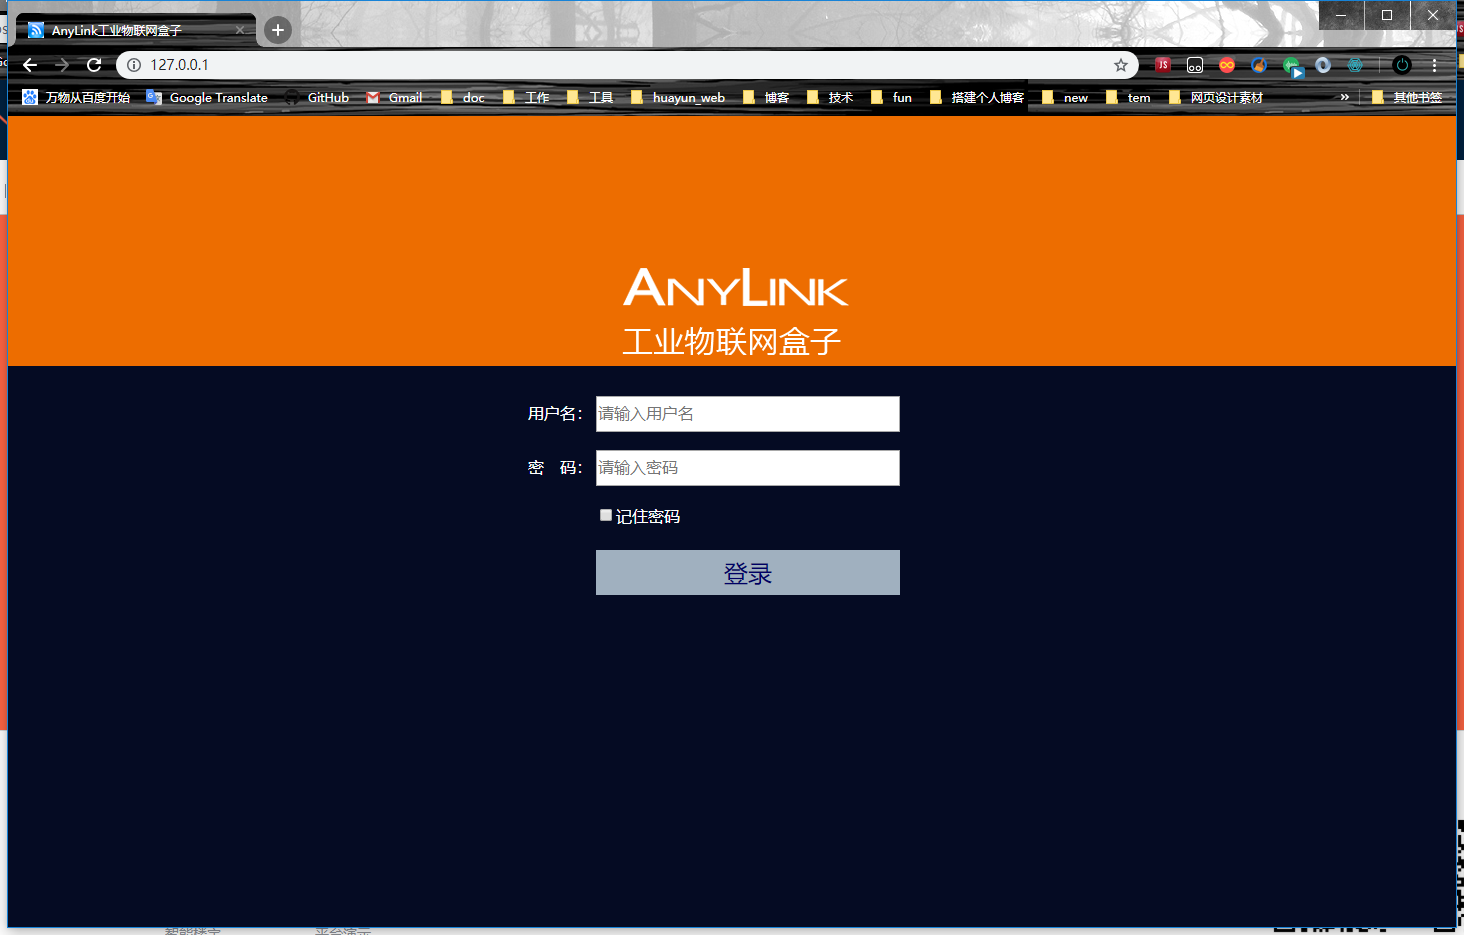 AnyLink工业物联网盒子
127.0.0.1
万物从百度开始 Google Translate GitHub Gmail doc 工作 工具 huayun_web 博客 技术 fun 搭建个人博客 new tem 网页设计素材 » 其他书签
ANYLINK
工业物联网盒子
用户名： 请输入用户名
密 码： 请输入密码
记住密码
登录